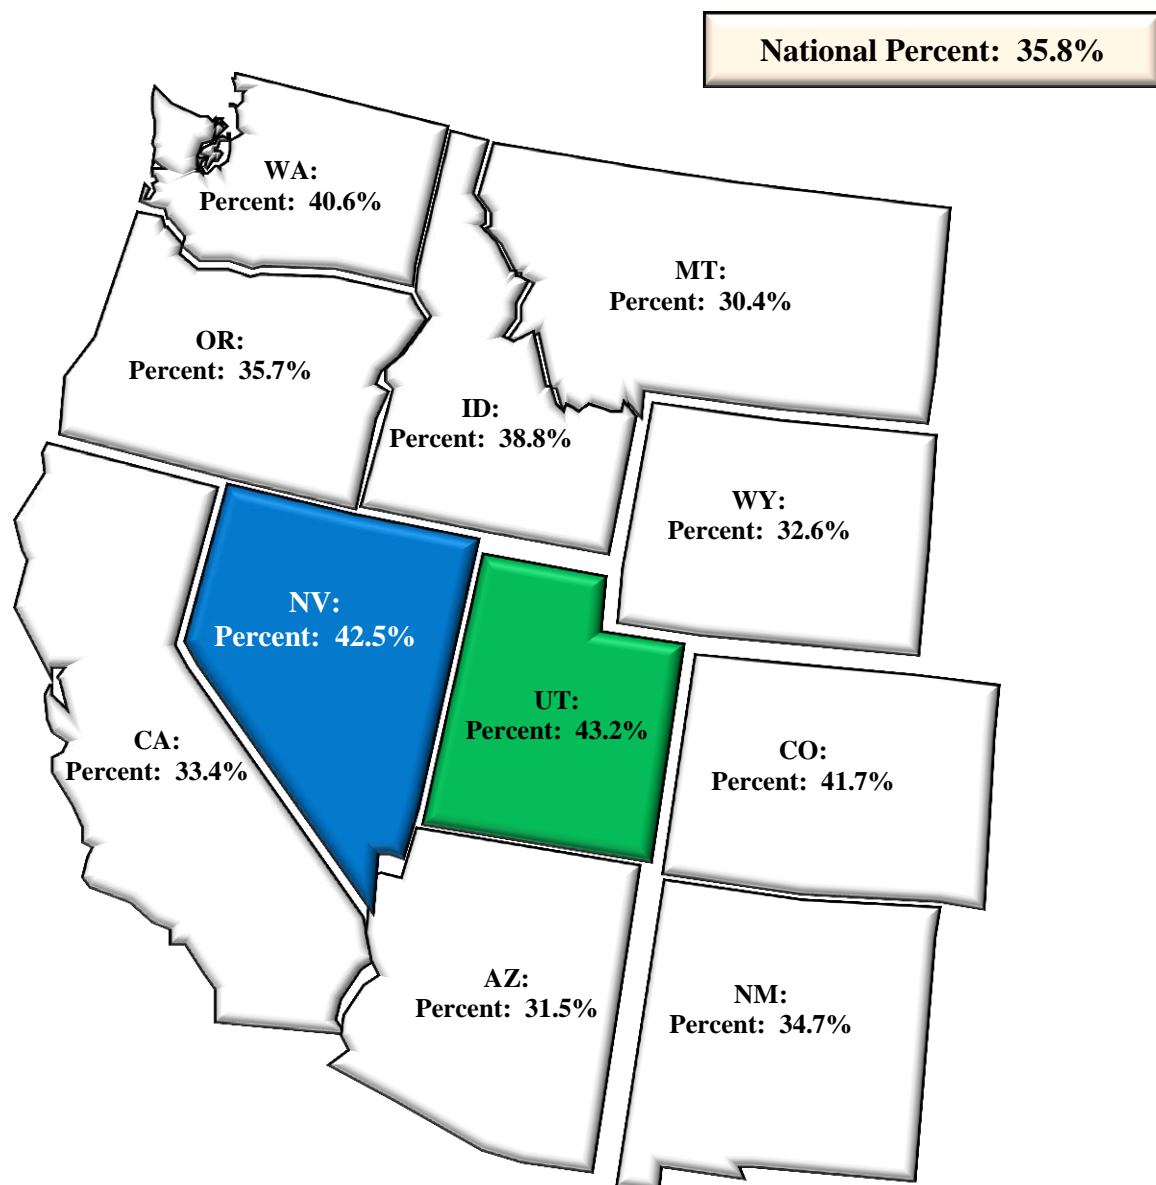 National Percent: 35.8%
WA:
Percent: 40.6%
MT:
Percent: 30.4%
OR:
Percent: 35.7%
ID:
Percent: 38.8%
WY:
Percent: 32.6%
NV:
Percent: 42.5%
UT:
Percent: 43.2%
CA:
Percent: 33.4%
CO:
Percent: 41.7%
AZ:
Percent: 31.5%
NM:
Percent: 34.7%